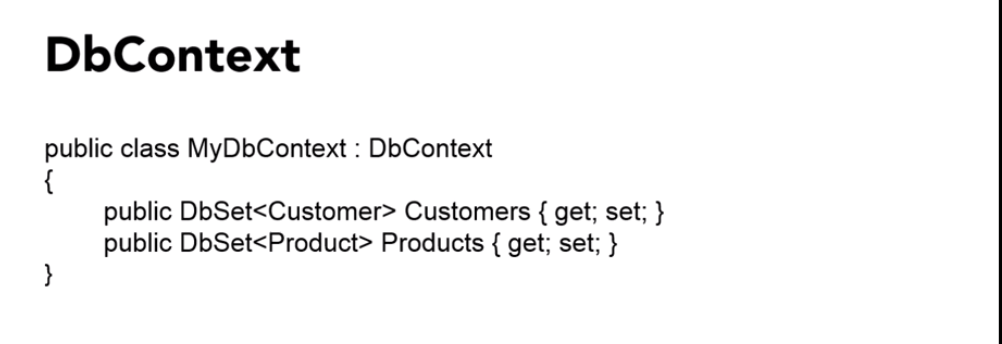 DbContext
public class MyDbContext : DbContext
{
public DbSet<Customer> Customers { get; set; }
public DbSet<Product> Products { get; set; }
}